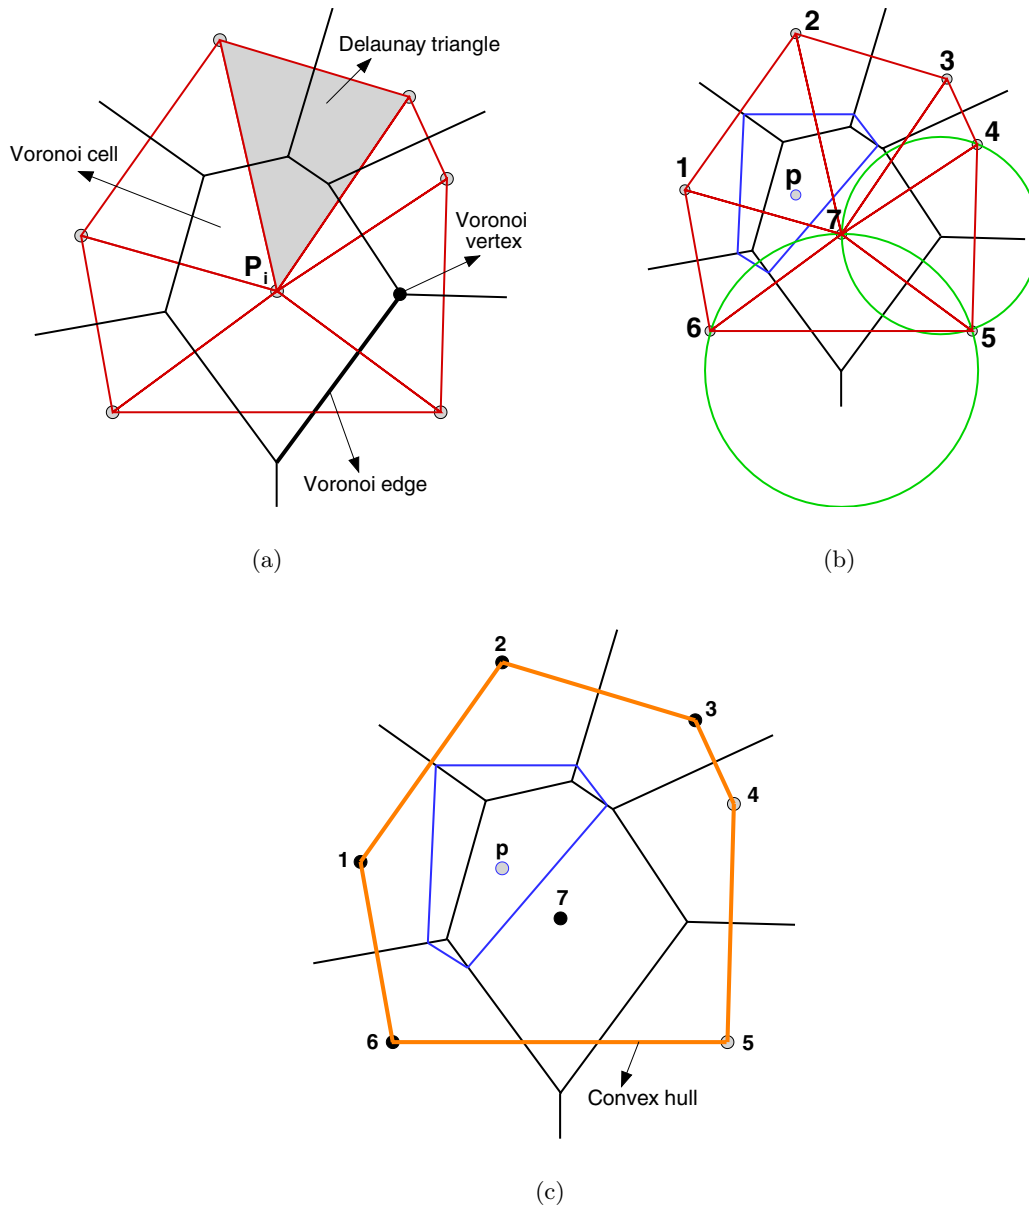 Delaunay triangle
Voronoi cell
Voronoi
vertex
P i
Voronoi edge
(a)
2
3
4
1
p
7
6
5
(b)
2
3
4
1
p
7
6
5
Convex hull
(c)